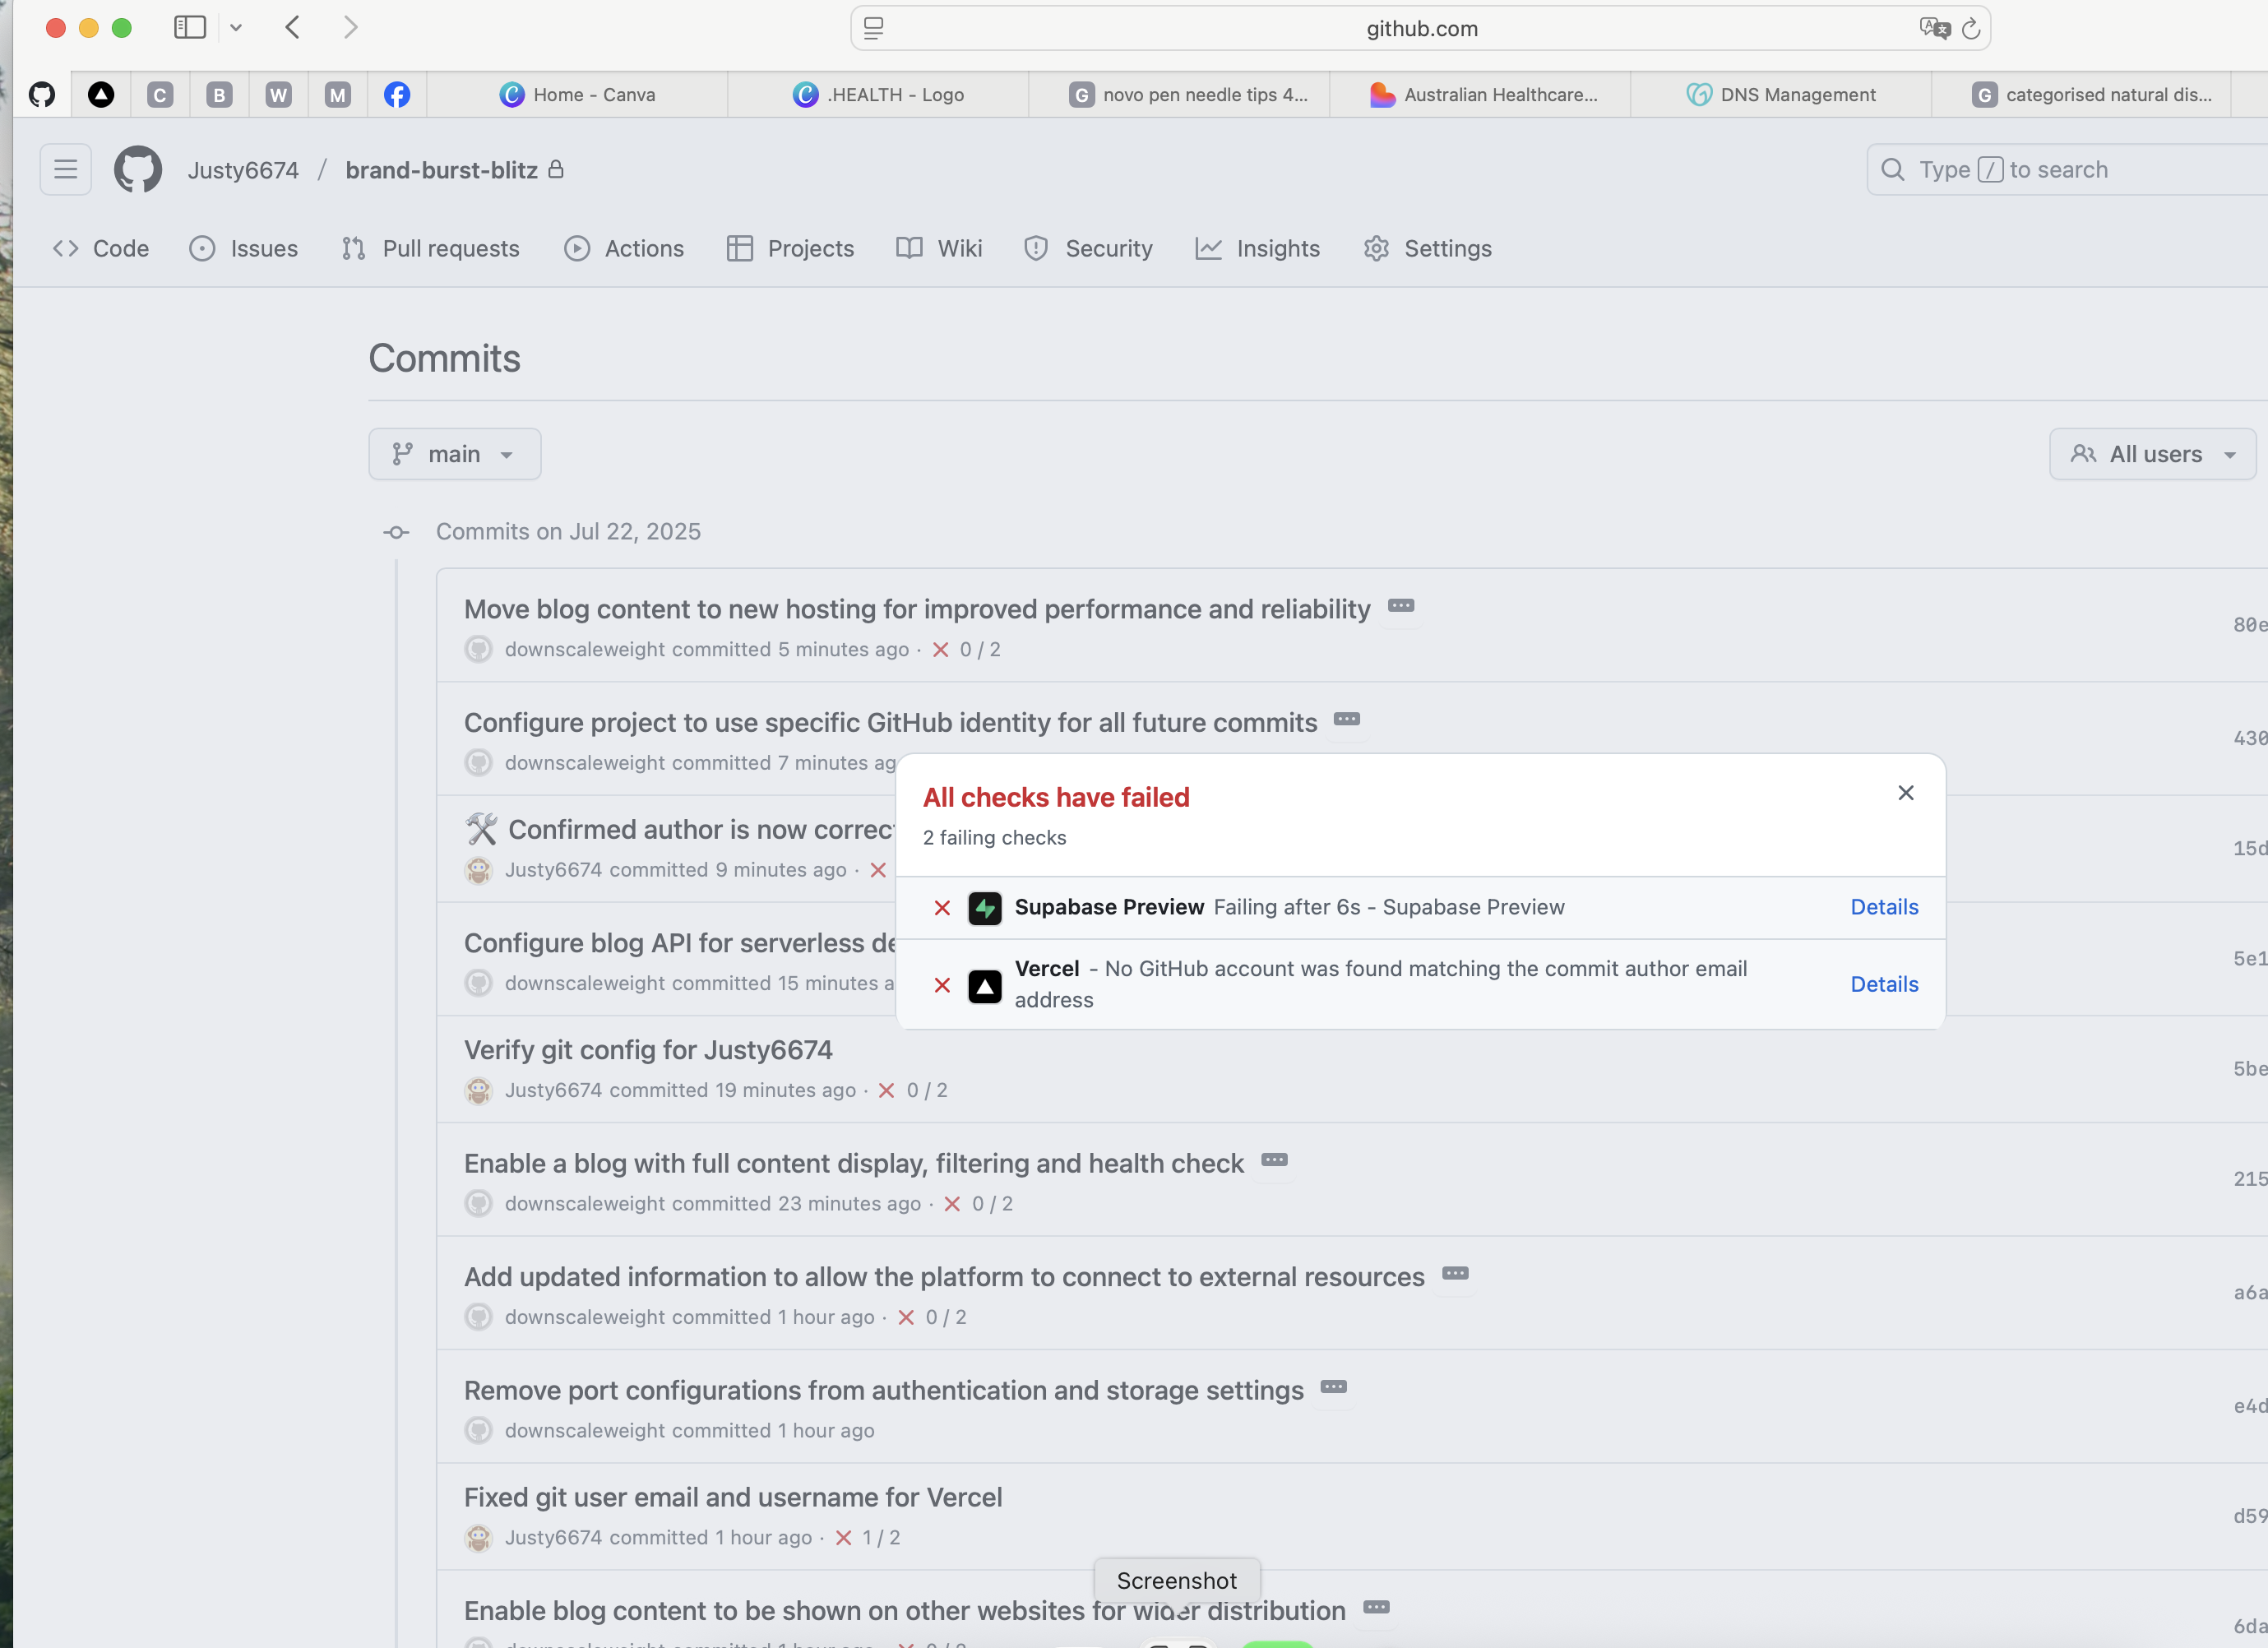 github.com
C
B
W
M
Home - Canva
.HEALTH - Logo
G
novo pen needle tips 4...
Australian Healthcare...
DNS Management
G
categorised natural dis...
Justy6674 / brand-burst-blitz
Type / to search
Code
Issues
Pull requests
Actions
Projects
Wiki
Security
Insights
Settings
Commits
main
All users
Commits on Jul 22, 2025
Move blog content to new hosting for improved performance and reliability
downscaleweight committed 5 minutes ago · 0 / 2
80e
Configure project to use specific GitHub identity for all future commits
downscaleweight committed 7 minutes ag
430
All checks have failed
2 failing checks
Supabase Preview Failing after 6s - Supabase Preview
Details
Vercel - No GitHub account was found matching the commit author email
address
Details
🛠️ Confirmed author is now correc
Justy6674 committed 9 minutes ago ·
15d
Configure blog API for serverless de
downscaleweight committed 15 minutes a
5e1
Verify git config for Justy6674
Justy6674 committed 19 minutes ago · 0 / 2
5be
Enable a blog with full content display, filtering and health check
downscaleweight committed 23 minutes ago · 0 / 2
215
Add updated information to allow the platform to connect to external resources
downscaleweight committed 1 hour ago · 0 / 2
a6a
Remove port configurations from authentication and storage settings
downscaleweight committed 1 hour ago
e4d
Fixed git user email and username for Vercel
Justy6674 committed 1 hour ago · 1 / 2
d59
Screenshot
Enable blog content to be shown on other websites for wider distribution
6da
downscaleweight committed 1 hour ago · 0 / 2